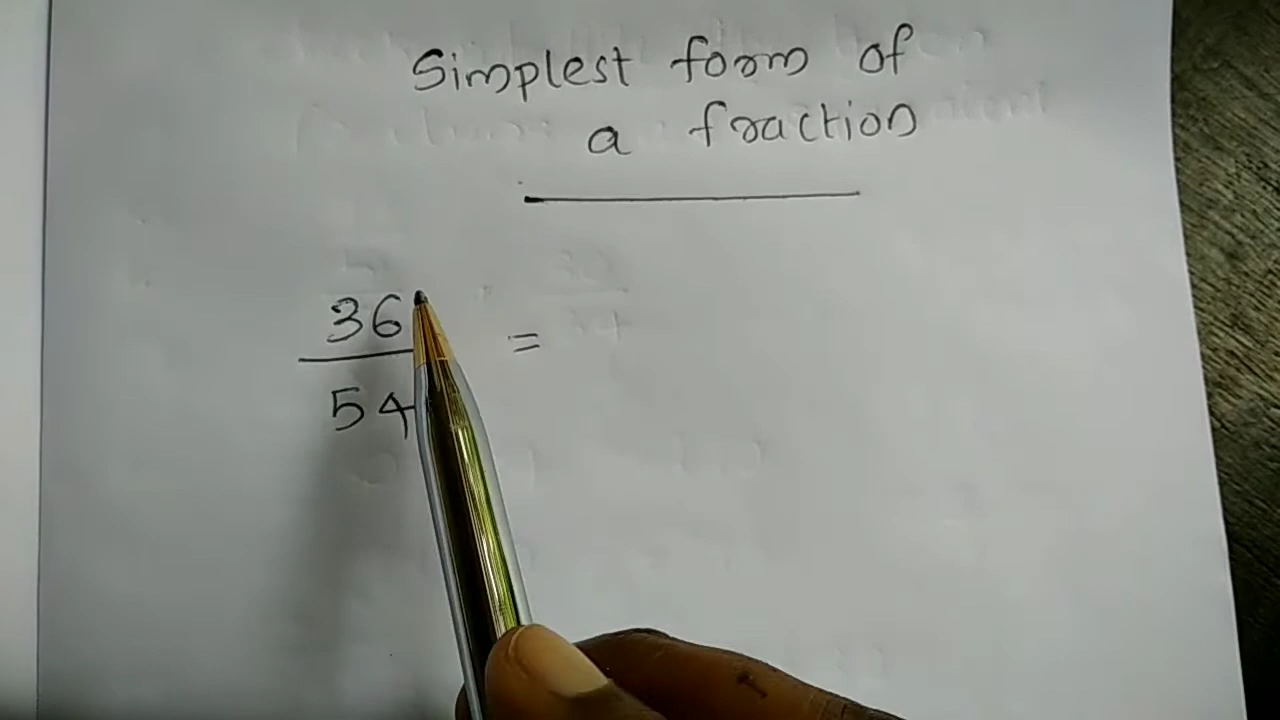 Simplest form of
a fraction
36
54
=